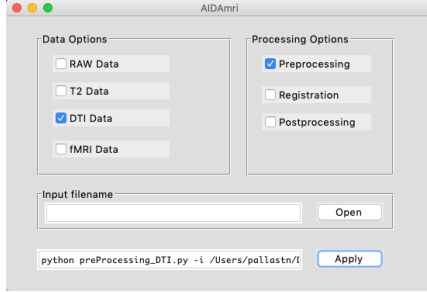 AIDAmri
Data Options
RAW Data
T2 Data
DTI Data
fMRI Data
Processing Options
Preprocessing
Registration
Postprocessing
Input filename
Open
python preProcessing_DTI.py -i /Users/pallastn/
Apply